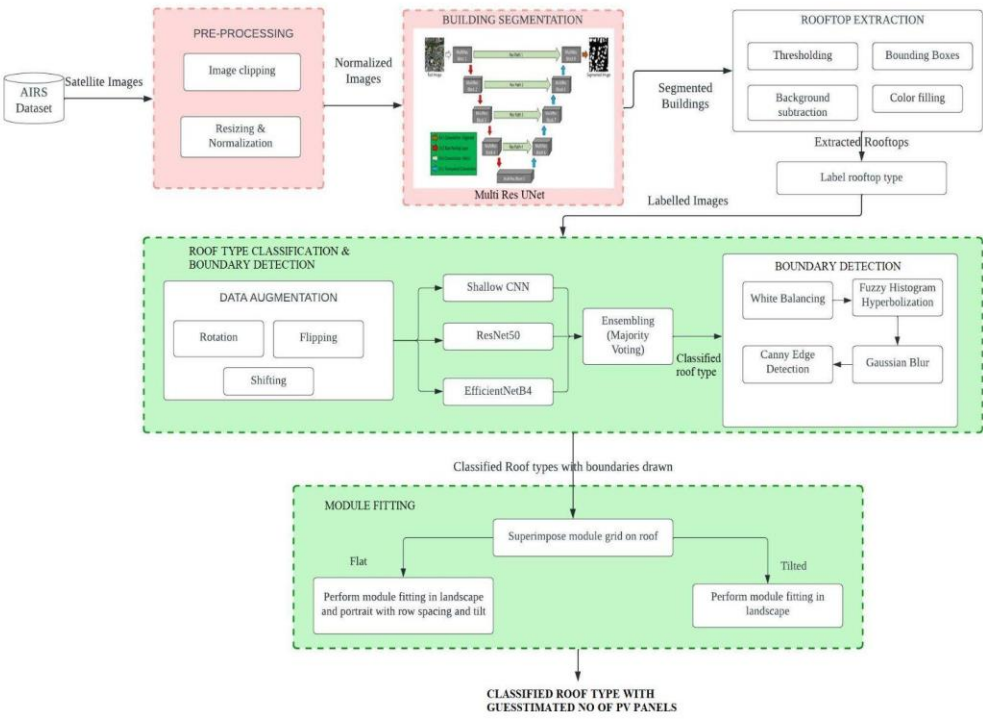 PRE-PROCESSING
Image clipping
Resizing &
Normalization
AIRS
Dataset
Satellite Images
Normalized
Images
BUILDING SEGMENTATION
Multi Res UNet
Segmented
Buildings
ROOFTOP EXTRACTION
Thresholding
Bounding Boxes
Background
subtraction
Color filling
Extracted Rooftops
Label rooftop type
Labelled Images
ROOF TYPE CLASSIFICATION &
BOUNDARY DETECTION
DATA AUGMENTATION
Rotation
Flipping
Shifting
Shallow CNN
ResNet50
EfficientNetB4
Ensembling
(Majority
Voting)
Classified
roof type
BOUNDARY DETECTION
White Balancing
Fuzzy Histogram
Hyperbolization
Canny Edge
Detection
Gaussian Blur
Classified Roof types with boundaries drawn
MODULE FITTING
Superimpose module grid on roof
Flat
Tilted
Perform module fitting in landscape
and portrait with row spacing and tilt
Perform module fitting in
landscape
CLASSIFIED ROOF TYPE WITH
GUESSTIMATED NO OF PV PANELS